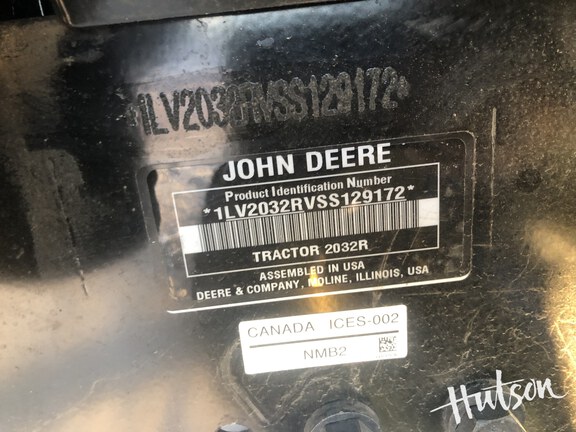 *1LV2032RVSS129172*
JOHN DEERE
Product Identification Number
*1LV2032RVSS129172*
TRACTOR 2032R
ASSEMBLED IN USA
DEERE & COMPANY, MOLINE, ILLINOIS, USA
CANADA ICES-002
NMB2
Hutson